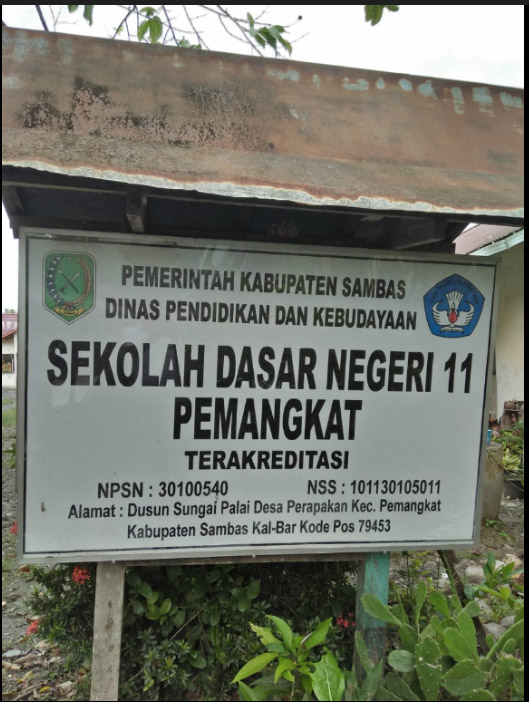 PEMERINTAH KABUPATEN SAMBAS
DINAS PENDIDIKAN DAN KEBUDAYAAN
SEKOLAH DASAR NEGERI 11
PEMANGKAT
TERAKREDITASI
NPSN : 30100540 NSS : 101130105011
Alamat : Dusun Sungai Palai Desa Perapakan Kec. Pemangkat
Kabupaten Sambas Kal-Bar Kode Pos 79453